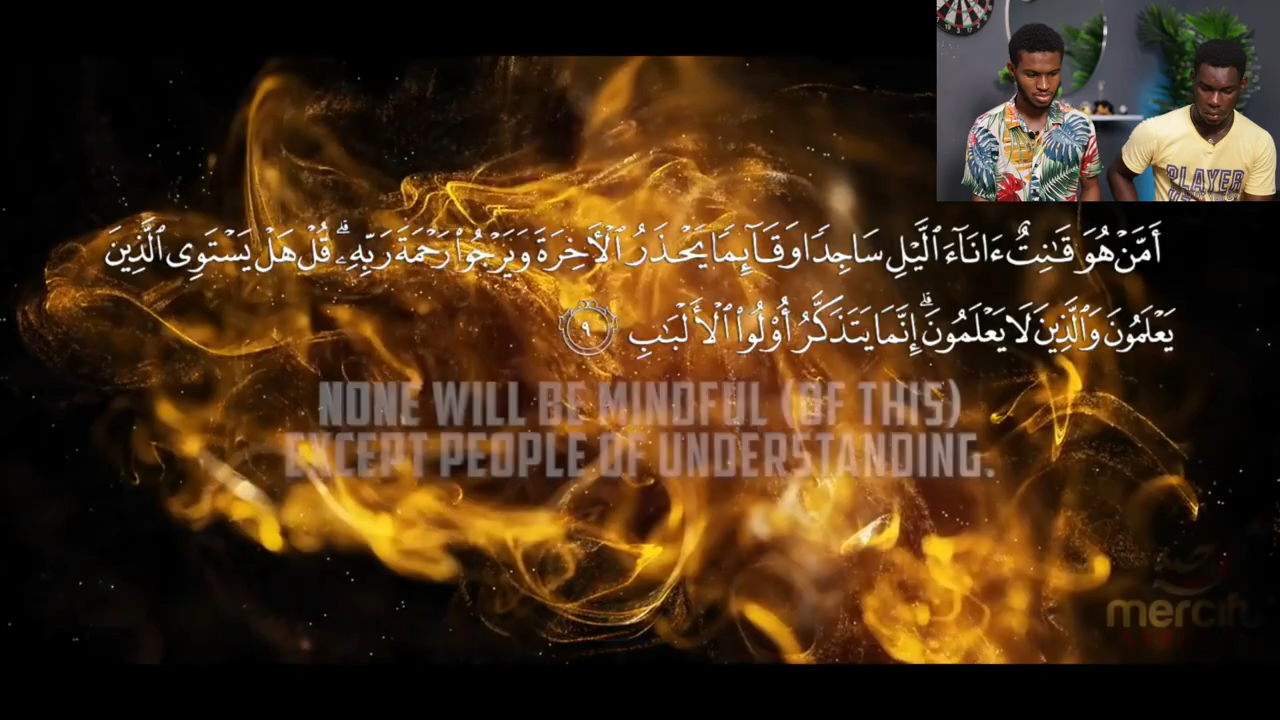 أَمَّنْ هُوَ قَٰنِتٌ ءَانَآءَ ٱلَّيْلِ سَاجِدًا وَقَآئِمًا يَحْذَرُ ٱلْأَخِرَةَ وَيَرْجُوا۟ رَحْمَةَ رَبِّهِۦ ۗ قُلْ هَلْ يَسْتَوِى ٱلَّذِينَ
يَعْلَمُونَ وَٱلَّذِينَ لَا يَعْلَمُونَ ۗ إِنَّمَا يَتَذَكَّرُ أُو۟لُوا۟ ٱلْأَلْبَٰبِ ٩
NONE WILL BE MINDFUL (OF THIS)
EXCEPT PEOPLE OF UNDERSTANDING.
PLAYER